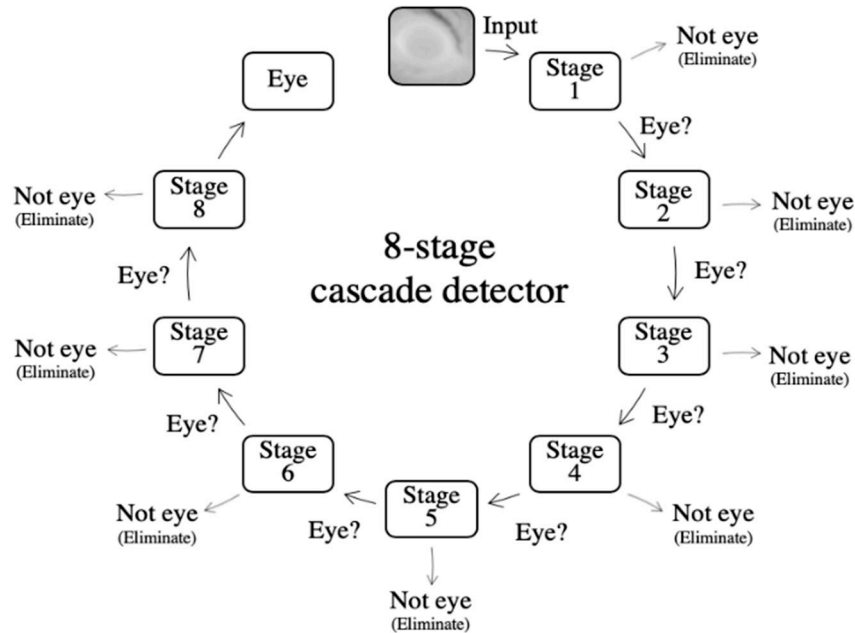 Input
Stage
1
Not eye
(Eliminate)
Eye?
Stage
2
Not eye
(Eliminate)
Eye?
Stage
3
Not eye
(Eliminate)
Eye?
Stage
4
Not eye
(Eliminate)
Eye?
Stage
5
Not eye
(Eliminate)
Eye?
Stage
6
Not eye
(Eliminate)
Eye?
Stage
7
Not eye
(Eliminate)
Eye?
Stage
8
Not eye
(Eliminate)
Eye
8-stage
cascade detector